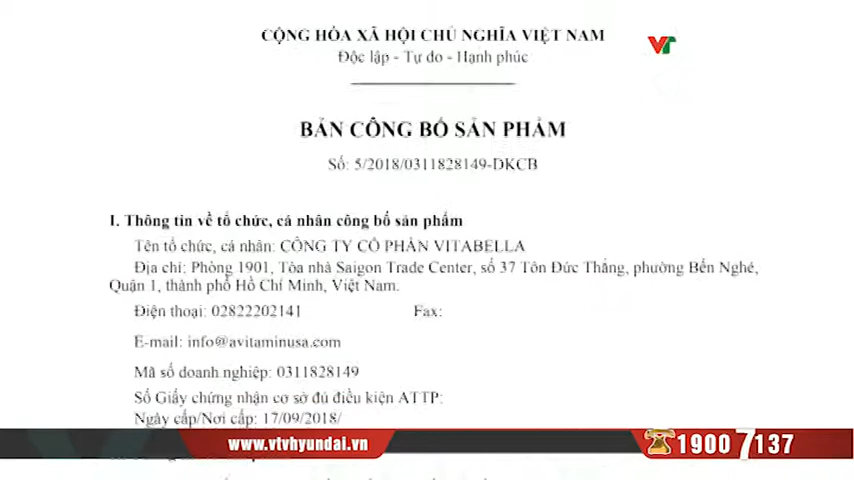 CỘNG HÒA XÃ HỘI CHỦ NGHĨA VIỆT NAM
VT
Độc lập - Tự do - Hạnh phúc
BẢN CÔNG BỐ SẢN PHẨM
Số: 5/2018/0311828149-DKCB
I. Thông tin về tổ chức, cá nhân công bố sản phẩm
Tên tổ chức, cá nhân: CÔNG TY CỔ PHẦN VITABELLA
Địa chỉ: Phòng 1901, Tòa nhà Saigon Trade Center, số 37 Tôn Đức Thắng, phường Bến Nghé,
Quận 1, thành phố Hồ Chí Minh, Việt Nam.
Điện thoại: 02822202141 Fax:
E-mail: info@avitaminusa.com
Mã số doanh nghiệp: 0311828149
Số Giấy chứng nhận cơ sở đủ điều kiện ATTP:
Ngày cấp/Nơi cấp: 17/09/2018/
www.vtvhyundai.vn
1900 7137